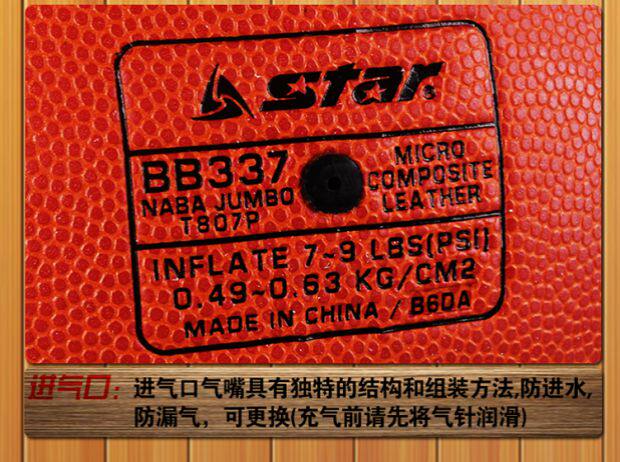 star®
BB337
NABA JUMBO
T807P
MICRO
COMPOSITE
LEATHER
INFLATE 7~9 LBS(PSI)
0.49~0.63 KG/CM2
MADE IN CHINA / B6DA
进气口：进气口气嘴具有独特的结构和组装方法,防进水,
防漏气，可更换(充气前请先将气针润滑)